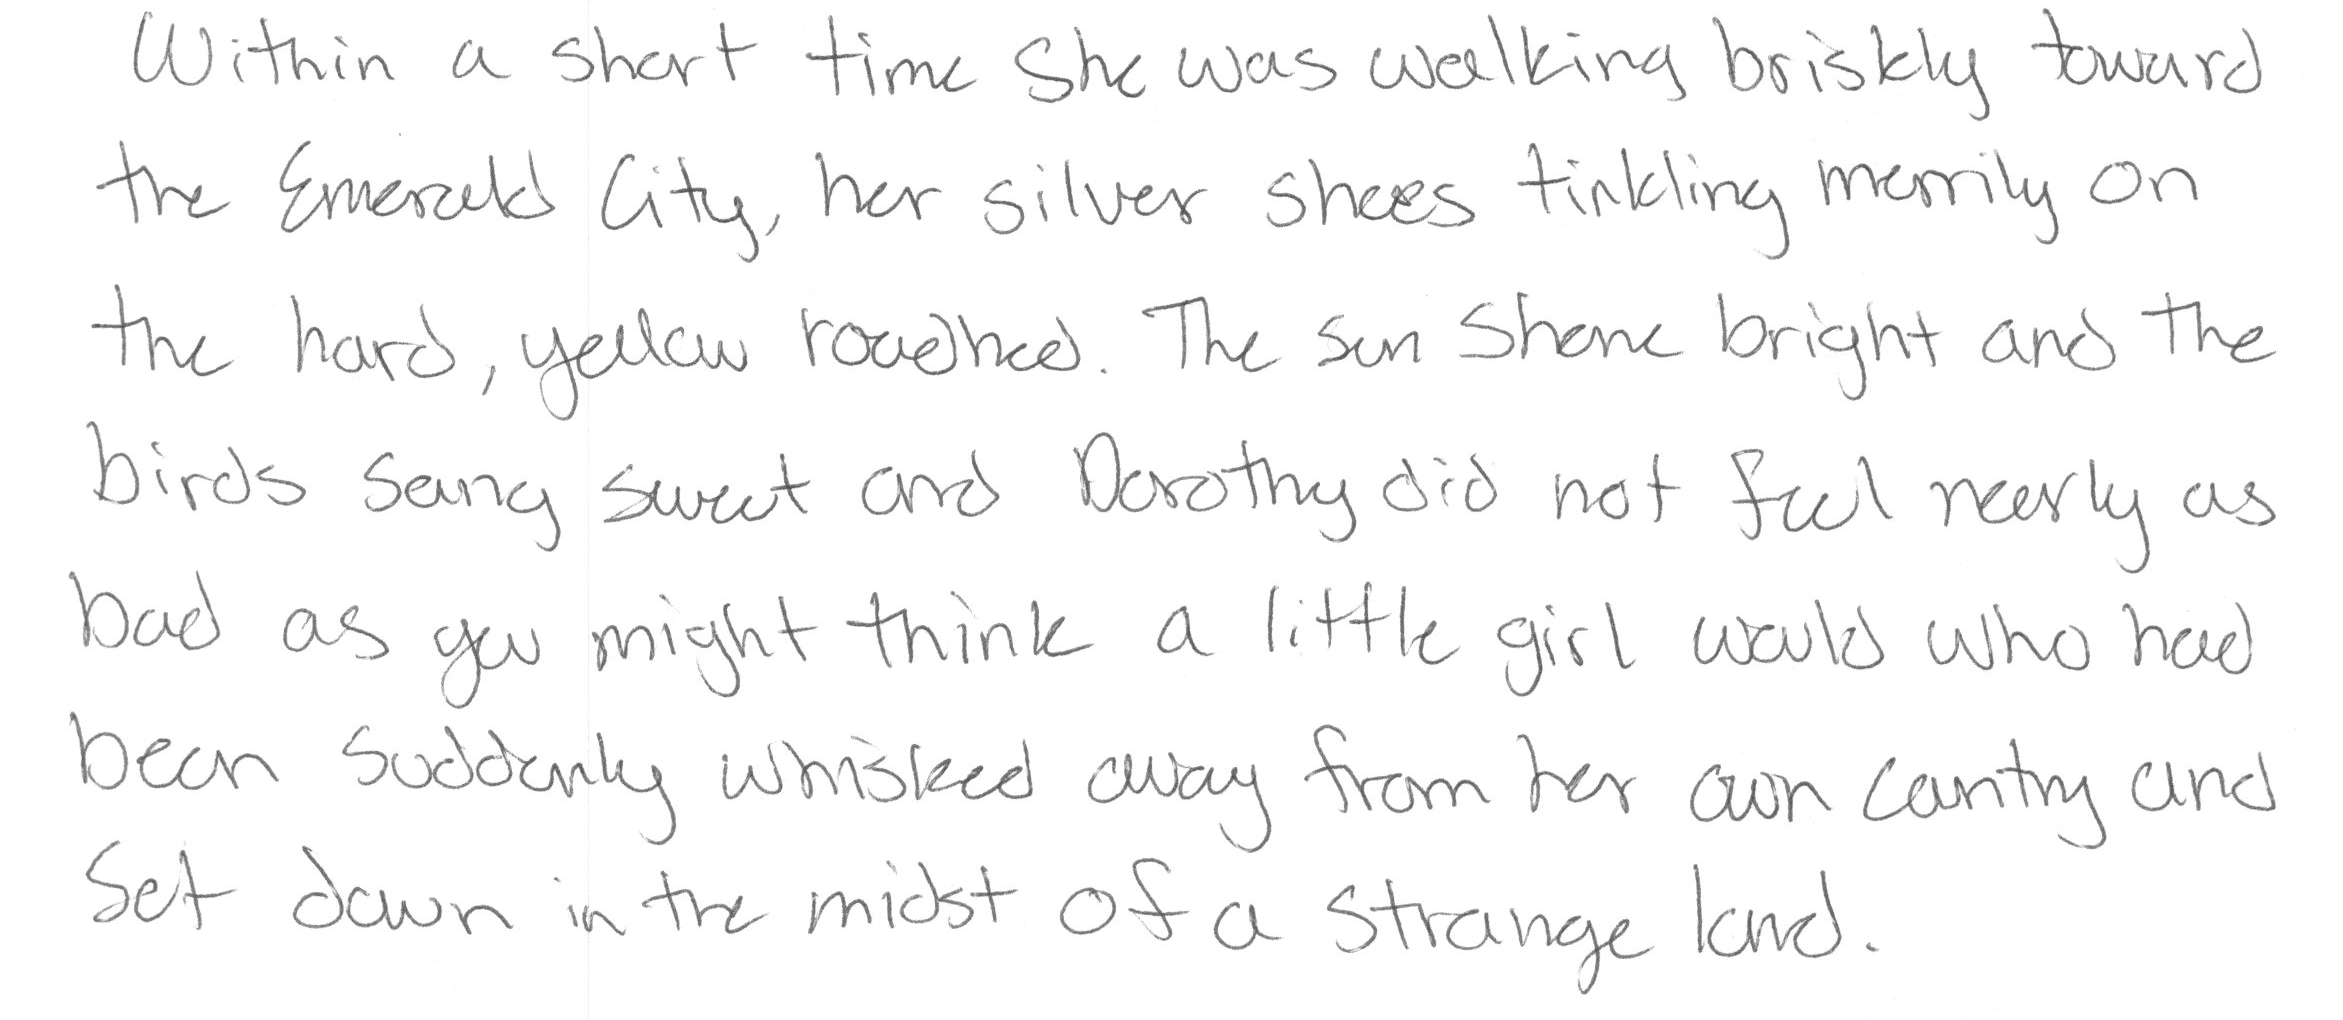 Within a short time she was walking briskly toward
the Emerald City, her silver shoes tinkling merrily on
the hard, yellow roadbed. The sun shone bright and the
birds sang sweet and Dorothy did not feel nearly as
bad as you might think a little girl would who had
been suddenly whisked away from her own country and
set down in the midst of a strange land.